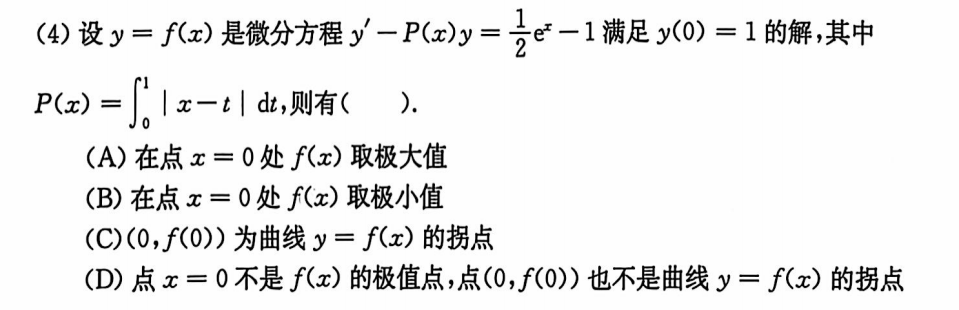 (4) 设 y = f(x) 是微分方程 y′ − P(x)y = \frac{1}{2}e^x − 1 满足 y(0) = 1 的解,其中
P(x) = \int_0^1 | x − t | dt,则有(    ).
(A) 在点 x = 0 处 f(x) 取极大值
(B) 在点 x = 0 处 f(x) 取极小值
(C)(0,f(0)) 为曲线 y = f(x) 的拐点
(D) 点 x = 0 不是 f(x) 的极值点,点(0,f(0)) 也不是曲线 y = f(x) 的拐点